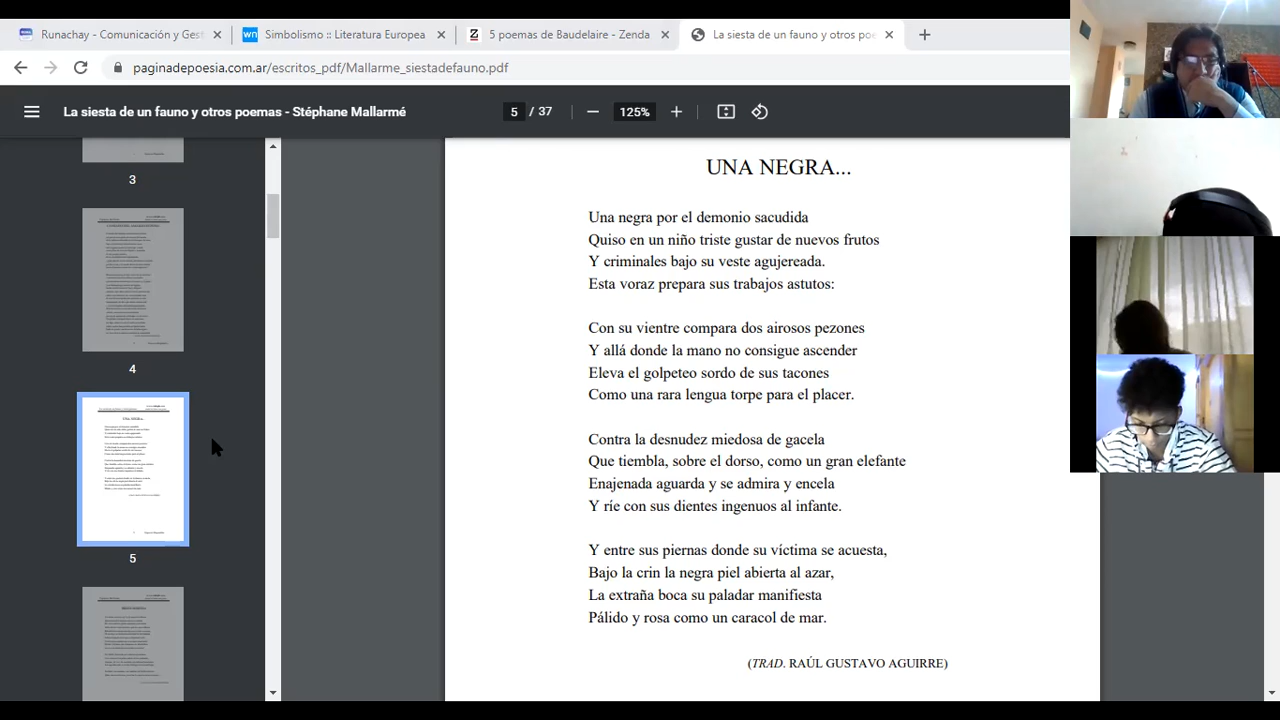 Runachay - Comunicación y Gest
Simbolismo :: Literatura Europea
5 poemas de Baudelaire - Zenda
La siesta de un fauno y otros poe
paginadepoesia.com.ar/escritos_pdf/Mallarme_siestadefauno.pdf
La siesta de un fauno y otros poemas - Stéphane Mallarmé
5 / 37
125%
3
4
5
UNA NEGRA...
Una negra por el demonio sacudida
Quiso en un niño triste gustar de nuevos frutos
Y criminales bajo su veste agujereada.
Esta voraz prepara sus trabajos astutos:
Con su vientre compara dos airosos pezones
Y allá donde la mano no consigue ascender
Eleva el golpeteo sordo de sus tacones
Como una rara lengua torpe para el placer.
Contra la desnudez miedosa de gacela
Que tiembla, sobre el dorso, como un gran elefante
Enajenada aguarda y se admira y encela
Y rie con sus dientes ingenuos al infante.
Y entre sus piernas donde su víctima se acuesta,
Bajo la crin la negra piel abierta al azar,
La extraña boca su paladar manifiesta
Pálido y rosa como un caracol de mar.
(TRAD. RAÚL GUSTAVO AGUIRRE)